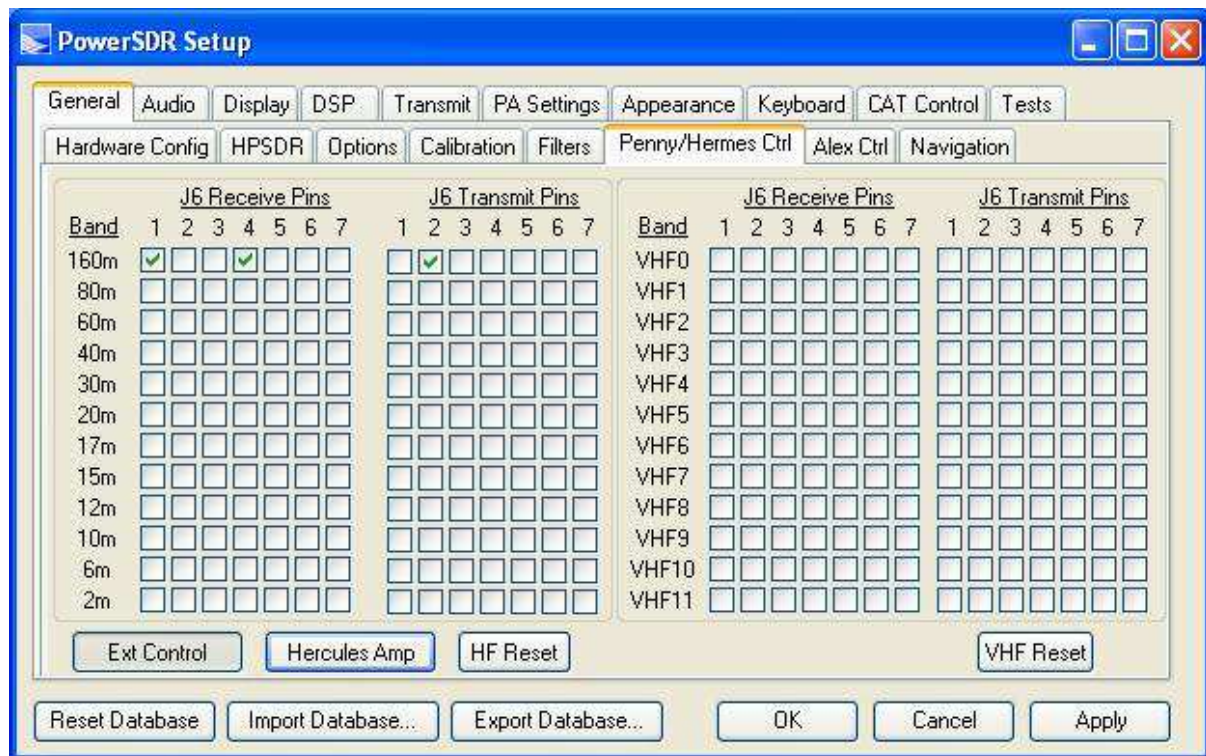 PowerSDR Setup
General Audio Display DSP Transmit PA Settings Appearance Keyboard CAT Control Tests
Hardware Config HPSDR Options Calibration Filters Penny/Hermes Ctrl Alex Ctrl Navigation
J6 Receive Pins J6 Transmit Pins J6 Receive Pins J6 Transmit Pins
Band 1 2 3 4 5 6 7 1 2 3 4 5 6 7 Band 1 2 3 4 5 6 7 1 2 3 4 5 6 7
160m VHF0
80m VHF1
60m VHF2
40m VHF3
30m VHF4
20m VHF5
17m VHF6
15m VHF7
12m VHF8
10m VHF9
6m VHF10
2m VHF11
Ext Control Hercules Amp HF Reset VHF Reset
Reset Database Import Database... Export Database... OK Cancel Apply